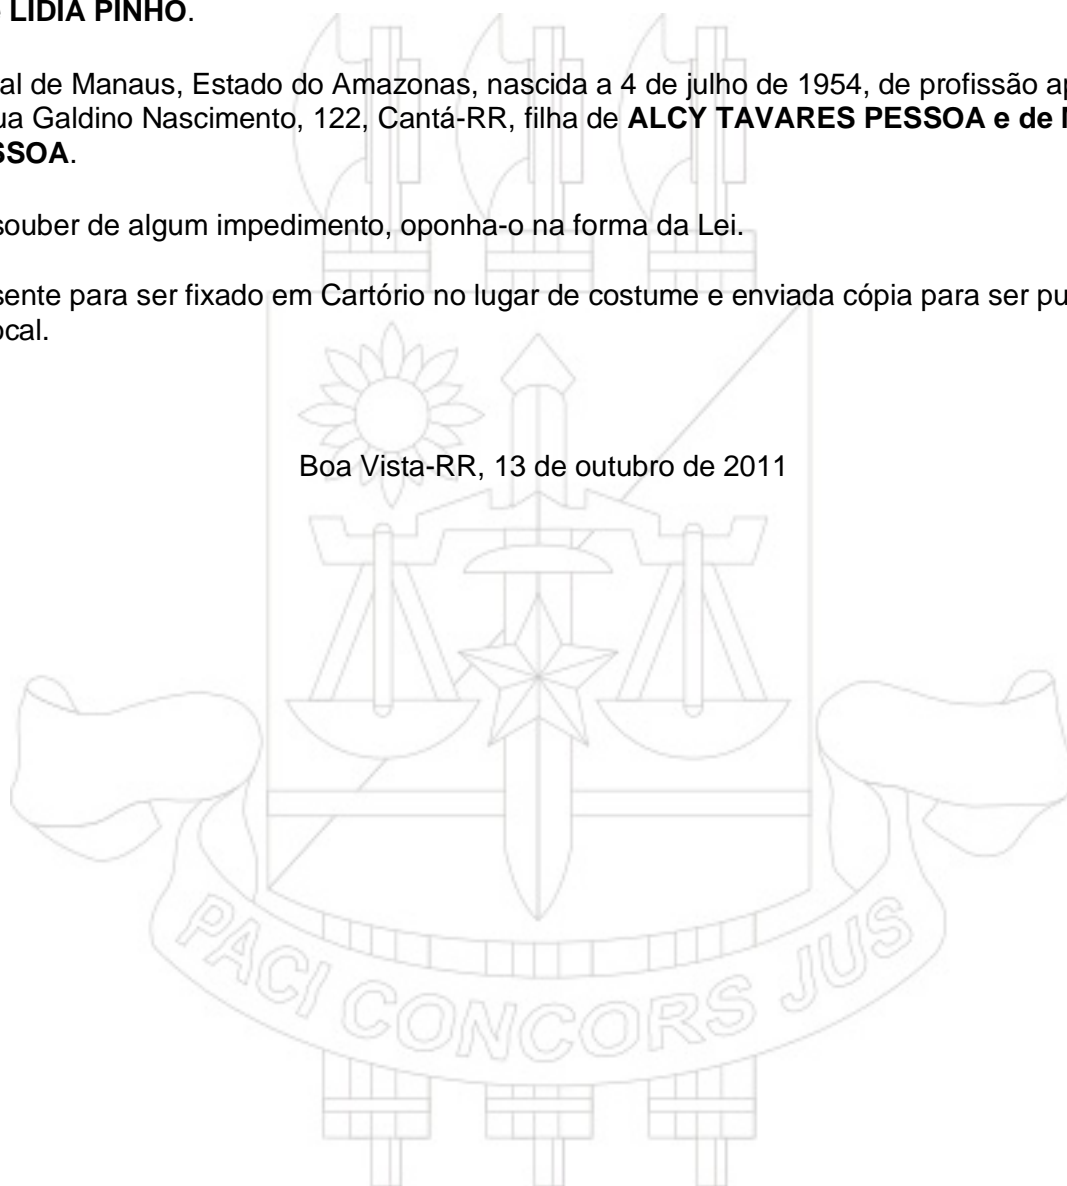 LIDIA PINHO.
al de Manaus, Estado do Amazonas, nascida a 4 de julho de 1954, de profissão ap
ua Galdino Nascimento, 122, Cantá-RR, filha de ALCY TAVARES PESSOA e de
SSOA.
souber de algum impedimento, oponha-o na forma da Lei.
sente para ser fixado em Cartório no lugar de costume e enviada cópia para ser pu
ocal.
Boa Vista-RR, 13 de outubro de 2011
PACI CONCORS JUS